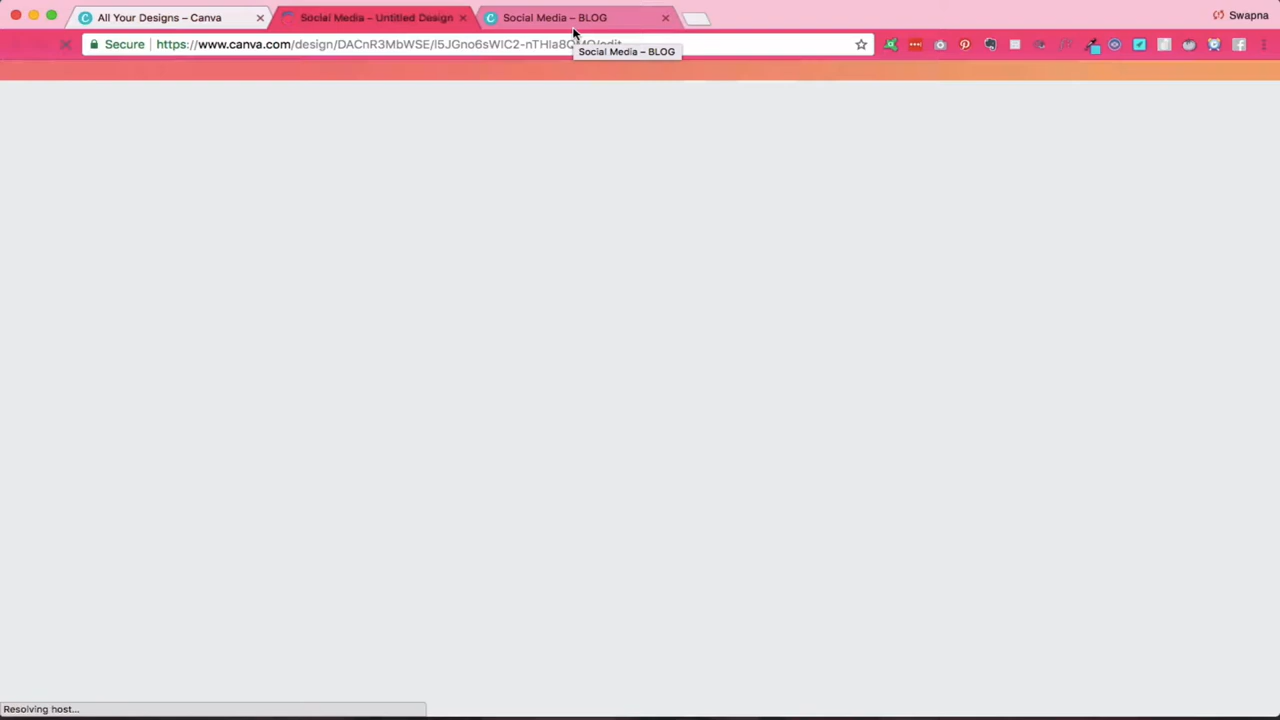 All Your Designs – Canva
Social Media – Untitled Design
Social Media – BLOG
Swapna
Secure
Social Media – BLOG
Resolving host...